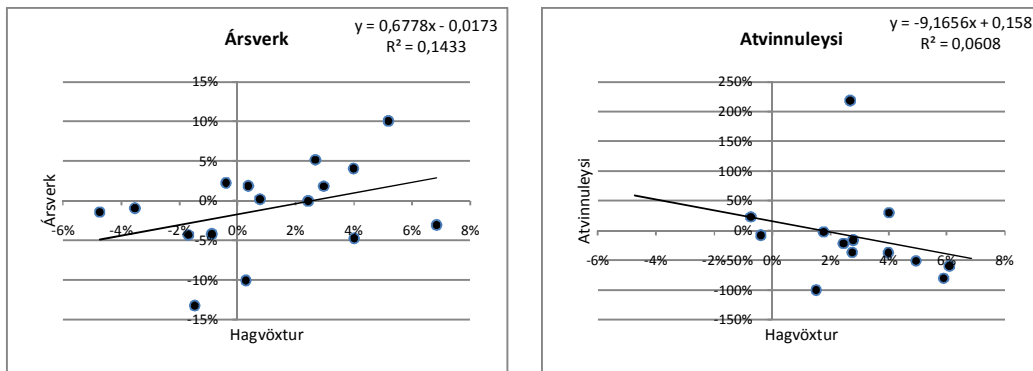 Ársverk
y = 0,6778x - 0,0173
R² = 0,1433
15%
10%
5%
0%
-5%
-10%
-15%
-6% -4% -2% 0% 2% 4% 6% 8%
Ársverk
Hagvöxtur
Atvinnuleysi
y = -9,1656x + 0,158
R² = 0,0608
250%
200%
150%
100%
50%
0%
-50%
-100%
-150%
-6% -4% -2% 0% 2% 4% 6% 8%
Atvinnuleysi
Hagvöxtur